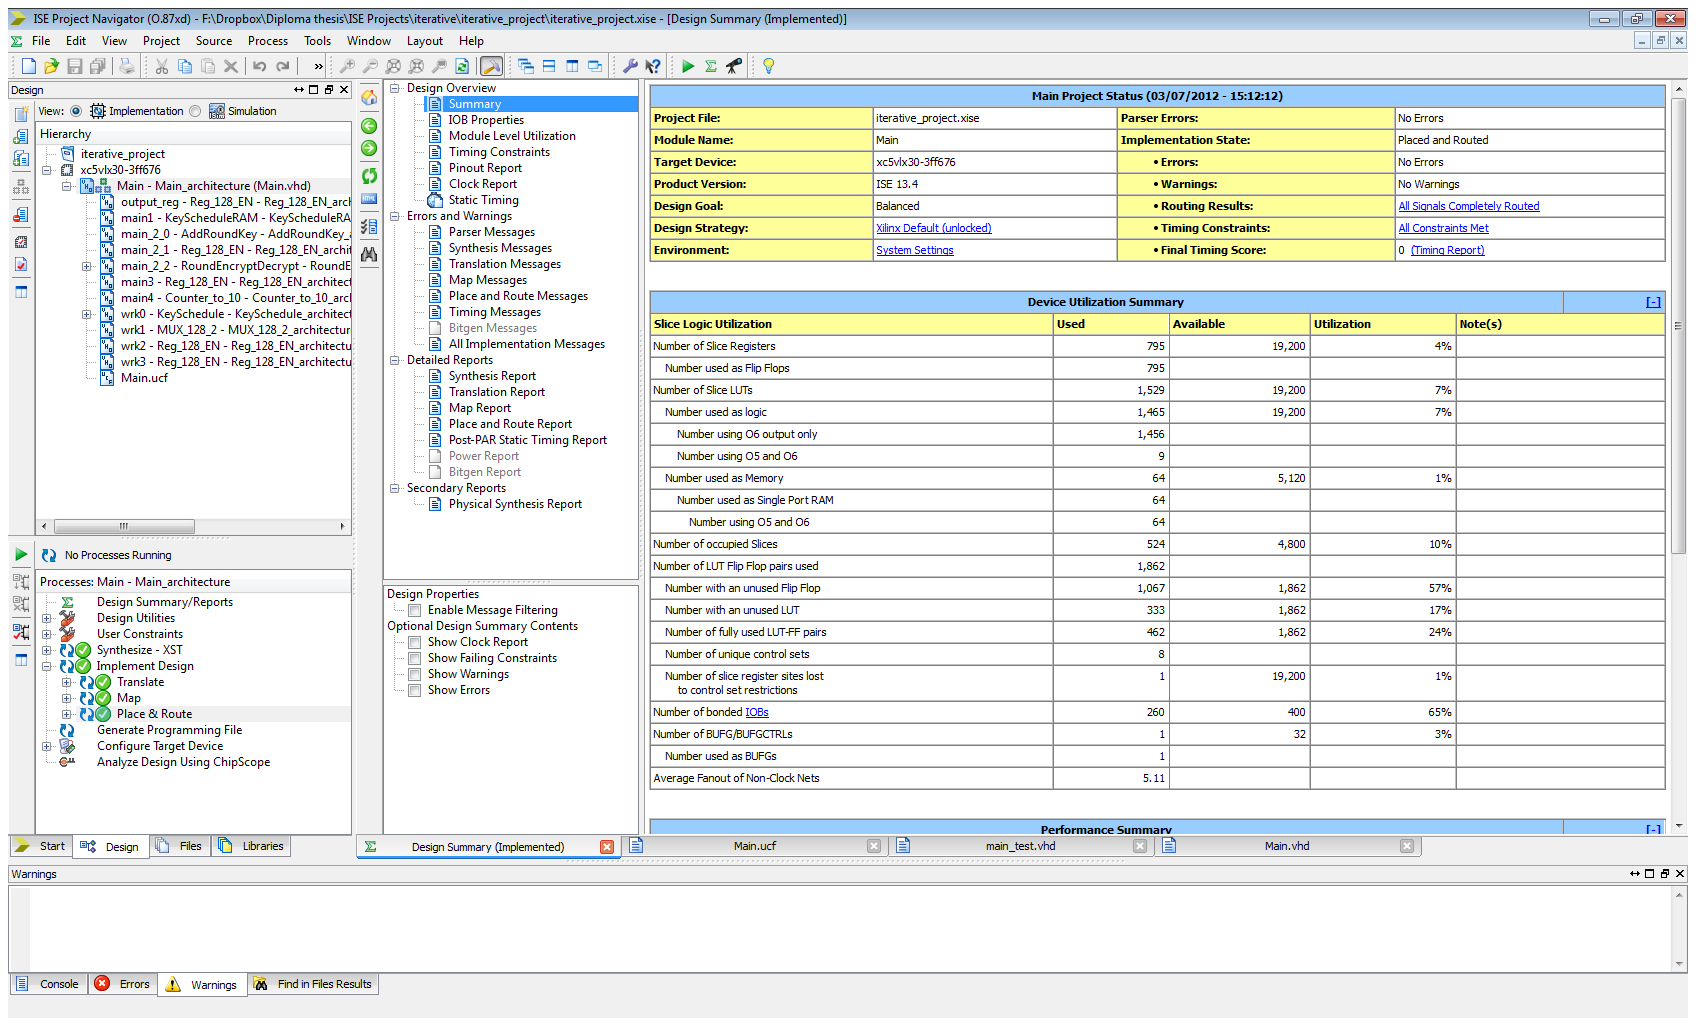 ISE Project Navigator (O.87xd) - F:\Dropbox\Diploma thesis\ISE Projects\iterative\iterative_project\iterative_project.xise - [Design Summary (Implemented)]
File Edit View Project Source Process Tools Window Layout Help
Design
View: Implementation Simulation
Hierarchy
iterative_project
xc5vlx30-3ff676
Main - Main_architecture (Main.vhd)
output_reg - Reg_128_EN - Reg_128_EN_arch
main1 - KeyScheduleRAM - KeyScheduleRA
main_2_0 - AddRoundKey - AddRoundKey_a
main_2_1 - Reg_128_EN - Reg_128_EN_archit
main_2_2 - RoundEncryptDecrypt - RoundE
main3 - Reg_128_EN - Reg_128_EN_architect
main4 - Counter_to_10 - Counter_to_10_arcl
wrk0 - KeySchedule - KeySchedule_architect
wrk1 - MUX_128_2 - MUX_128_2_architectur
wrk2 - Reg_128_EN - Reg_128_EN_architectu
wrk3 - Reg_128_EN - Reg_128_EN_architectu
Main.ucf
No Processes Running
Processes: Main - Main_architecture
Design Summary/Reports
Design Utilities
User Constraints
Synthesize - XST
Implement Design
Translate
Map
Place & Route
Generate Programming File
Configure Target Device
Analyze Design Using ChipScope
Start Design Files Libraries
Design Overview
Summary
IOB Properties
Module Level Utilization
Timing Constraints
Pinout Report
Clock Report
Static Timing
Errors and Warnings
Parser Messages
Synthesis Messages
Translation Messages
Map Messages
Place and Route Messages
Timing Messages
Bitgen Messages
All Implementation Messages
Detailed Reports
Synthesis Report
Translation Report
Map Report
Place and Route Report
Post-PAR Static Timing Report
Power Report
Bitgen Report
Secondary Reports
Physical Synthesis Report
Design Properties
Enable Message Filtering
Optional Design Summary Contents
Show Clock Report
Show Failing Constraints
Show Warnings
Show Errors
Main Project Status (03/07/2012 - 15:12:12)
Project File: iterative_project.xise Parser Errors: No Errors
Module Name: Main Implementation State: Placed and Routed
Target Device: xc5vlx30-3ff676 • Errors: No Errors
Product Version: ISE 13.4 • Warnings: No Warnings
Design Goal: Balanced • Routing Results: All Signals Completely Routed
Design Strategy: Xilinx Default (unlocked) • Timing Constraints: All Constraints Met
Environment: System Settings • Final Timing Score: 0 (Timing Report)
Device Utilization Summary [-]
Slice Logic Utilization Used Available Utilization Note(s)
Number of Slice Registers 795 19,200 4%
Number used as Flip Flops 795
Number of Slice LUTs 1,529 19,200 7%
Number used as logic 1,465 19,200 7%
Number using O6 output only 1,456
Number using O5 and O6 9
Number used as Memory 64 5,120 1%
Number used as Single Port RAM 64
Number using O5 and O6 64
Number of occupied Slices 524 4,800 10%
Number of LUT Flip Flop pairs used 1,862
Number with an unused Flip Flop 1,067 1,862 57%
Number with an unused LUT 333 1,862 17%
Number of fully used LUT-FF pairs 462 1,862 24%
Number of unique control sets 8
Number of slice register sites lost
to control set restrictions 1 19,200 1%
Number of bonded IOBs 260 400 65%
Number of BUFG/BUFGCTRLs 1 32 3%
Number used as BUFGs 1
Average Fanout of Non-Clock Nets 5.11
Performance Summary [-]
Design Summary (Implemented) Main.ucf main_test.vhd Main.vhd
Warnings
Console Errors Warnings Find in Files Results